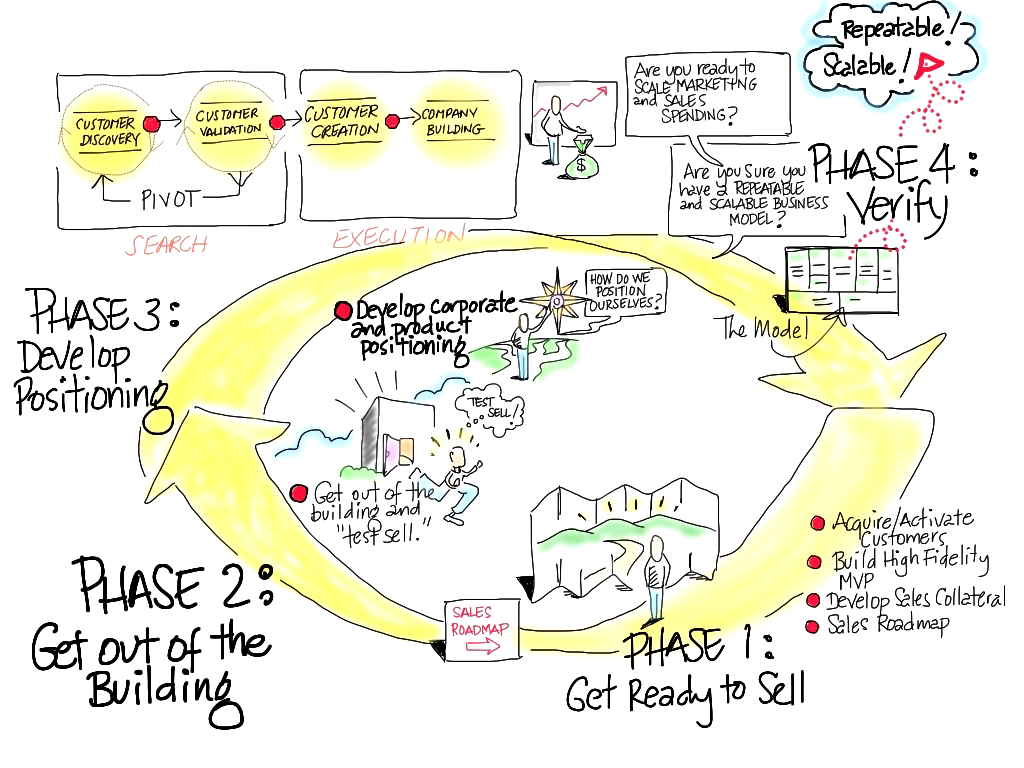 Repeatable!
Scalable!
Are you ready to
SCALE MARKETING
and SALES
SPENDING?
CUSTOMER
DISCOVERY
CUSTOMER
VALIDATION
CUSTOMER
CREATION
COMPANY
BUILDING
PIVOT
SEARCH
EXECUTION
$
Are you Sure you
have a REPEATABLE
and SCALABLE BUSINESS
MODEL?
PHASE 4:
Verify
The Model
PHASE 3:
Develop
Positioning
Develop corporate
and product
positioning
HOW DO WE
POSITION
OURSELVES?
TEST
SELL!
Get out of the
building and
"test sell."
PHASE 2:
Get out of the
Building
SALES
ROADMAP
PHASE 1:
Get Ready to Sell
Acquire/Activate
Customers
Build High Fidelity
MVP
Develop Sales Collateral
Sales Roadmap